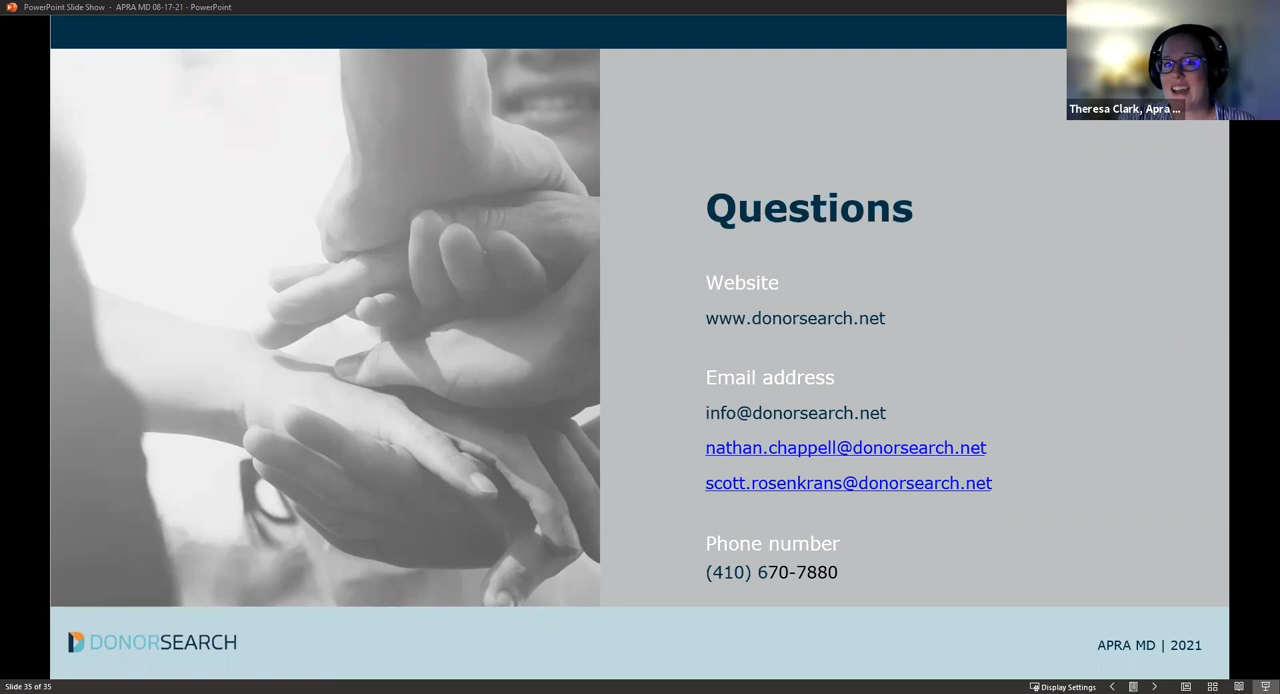 PowerPoint Slide Show - APRA MD 08-17-21 - PowerPoint
Theresa Clark, Apra ...
Questions
Website
www.donorsearch.net
Email address
info@donorsearch.net
nathan.chappell@donorsearch.net
scott.rosenkrans@donorsearch.net
Phone number
(410) 670-7880
DONORSEARCH
APRA MD | 2021
Slide 35 of 35
Display Settings